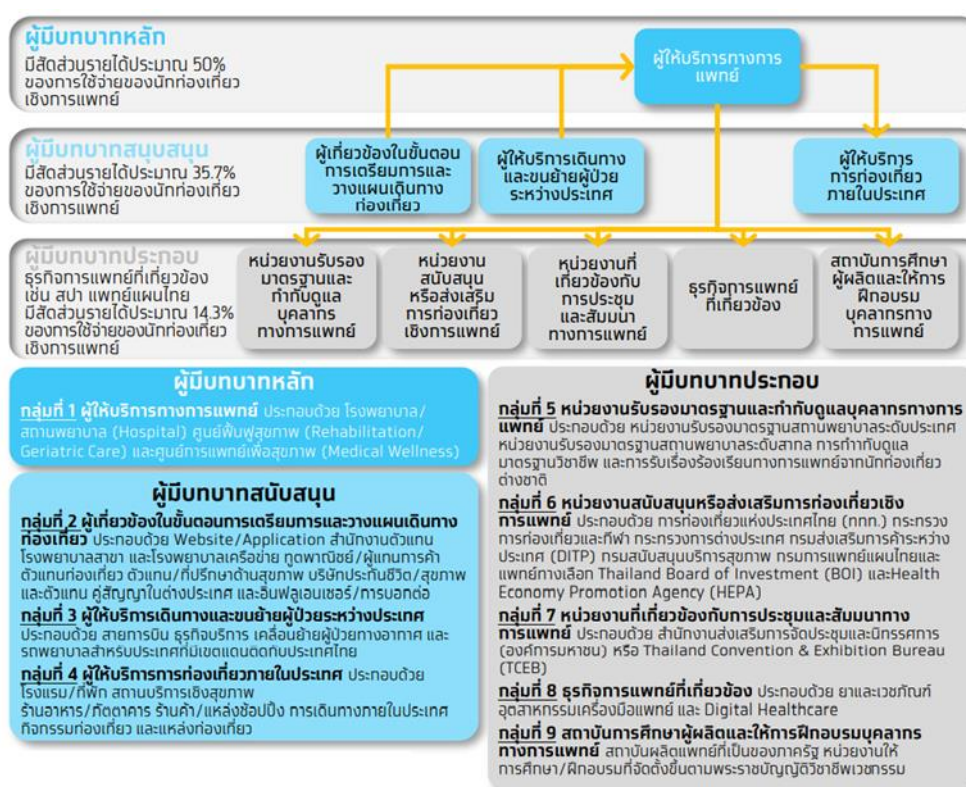 ผู้มีบทบาทหลัก
มีสัดส่วนรายได้ประมาณ 50%
ของการใช้จ่ายของนักท่องเที่ยว
เชิงการแพทย์
ผู้ให้บริการทางการ
แพทย์
ผู้มีบทบาทสนับสนุน
มีสัดส่วนรายได้ประมาณ 35.7%
ของการใช้จ่ายของนักท่องเที่ยว
เชิงการแพทย์
ผู้เกี่ยวข้องในขั้นตอน
การเตรียมการและ
วางแผนเดินทาง
ท่องเที่ยว
ผู้ให้บริการเดินทาง
และขนย้ายผู้ป่วย
ระหว่างประเทศ
ผู้ให้บริการ
การท่องเที่ยว
ภายในประเทศ
ผู้มีบทบาทประกอบ
ธุรกิจการแพทย์ที่เกี่ยวข้อง
เช่น สปา แพทย์แผนไทย
มีสัดส่วนรายได้ประมาณ 14.3%
ของการใช้จ่ายของนักท่องเที่ยว
เชิงการแพทย์
หน่วยงานรับรอง
มาตรฐานและ
กำกับดูแล
บุคลากร
ทางการแพทย์
หน่วยงาน
สนับสนุน
หรือส่งเสริม
การท่องเที่ยว
เชิงการแพทย์
หน่วยงานที่
เกี่ยวข้องกับ
การประชุม
และสัมมนา
ทางการแพทย์
ธุรกิจการแพทย์
ที่เกี่ยวข้อง
สถาบันการศึกษา
ผู้ผลิตและให้การ
ฝึกอบรม
บุคลากรทาง
การแพทย์
ผู้มีบทบาทหลัก
กลุ่มที่ 1 ผู้ให้บริการทางการแพทย์ ประกอบด้วย โรงพยาบาล/
สถานพยาบาล (Hospital) ศูนย์ฟื้นฟูสุขภาพ (Rehabilitation/
Geriatric Care) และศูนย์การแพทย์เพื่อสุขภาพ (Medical Wellness)
ผู้มีบทบาทสนับสนุน
กลุ่มที่ 2 ผู้เกี่ยวข้องในขั้นตอนการเตรียมการและวางแผนเดินทาง
ท่องเที่ยว ประกอบด้วย Website/Application สำนักงานตัวแทน
โรงพยาบาลสาขา และโรงพยาบาลเครือข่าย ทูตพาณิชย์/ผู้แทนการค้า
ตัวแทนท่องเที่ยว ตัวแทน/ที่ปรึกษาด้านสุขภาพ บริษัทประกันชีวิต/สุขภาพ
และตัวแทน คู่สัญญาในต่างประเทศ และอินฟลูเอนเซอร์/การบอกต่อ
กลุ่มที่ 3 ผู้ให้บริการเดินทางและขนย้ายผู้ป่วยระหว่างประเทศ
ประกอบด้วย สายการบิน ธุรกิจบริการ เคลื่อนย้ายผู้ป่วยทางอากาศ และ
รถพยาบาลสำหรับประเทศที่มีเขตแดนติดกับประเทศไทย
กลุ่มที่ 4 ผู้ให้บริการการท่องเที่ยวภายในประเทศ ประกอบด้วย
โรงแรม/ที่พัก สถานบริการเชิงสุขภาพ
ร้านอาหาร/ภัตตาคาร ร้านค้า/แหล่งช้อปปิ้ง การเดินทางภายในประเทศ
กิจกรรมท่องเที่ยว และแหล่งท่องเที่ยว
ผู้มีบทบาทประกอบ
กลุ่มที่ 5 หน่วยงานรับรองมาตรฐานและกำกับดูแลบุคลากรทางการ
แพทย์ ประกอบด้วย หน่วยงานรับรองมาตรฐานสถานพยาบาลระดับประเทศ
หน่วยงานรับรองมาตรฐานสถานพยาบาลระดับสากล การกำกับดูแล
มาตรฐานวิชาชีพ และการรับเรื่องร้องเรียนทางการแพทย์จากนักท่องเที่ยว
ต่างชาติ
กลุ่มที่ 6 หน่วยงานสนับสนุนหรือส่งเสริมการท่องเที่ยวเชิง
การแพทย์ ประกอบด้วย การท่องเที่ยวแห่งประเทศไทย (ททท.) กระทรวง
การท่องเที่ยวและกีฬา กระทรวงการต่างประเทศ กรมส่งเสริมการค้าระหว่าง
ประเทศ (DITP) กรมสนับสนุนบริการสุขภาพ กรมการแพทย์แผนไทยและ
แพทย์ทางเลือก Thailand Board of Investment (BOI) และHealth
Economy Promotion Agency (HEPA)
กลุ่มที่ 7 หน่วยงานที่เกี่ยวข้องกับการประชุมและสัมมนาทาง
การแพทย์ ประกอบด้วย สำนักงานส่งเสริมการจัดประชุมและนิทรรศการ
(องค์การมหาชน) หรือ Thailand Convention & Exhibition Bureau
(TCEB)
กลุ่มที่ 8 ธุรกิจการแพทย์ที่เกี่ยวข้อง ประกอบด้วย ยาและเวชภัณฑ์
อุตสาหกรรมเครื่องมือแพทย์ และ Digital Healthcare
กลุ่มที่ 9 สถาบันการศึกษาผู้ผลิตและให้การฝึกอบรมบุคลากร
ทางการแพทย์ สถาบันผลิตแพทย์ที่เป็นของภาครัฐ หน่วยงานให้
การศึกษา/ฝึกอบรมที่จัดตั้งขึ้นตามพระราชบัญญัติวิชาชีพเวชกรรม